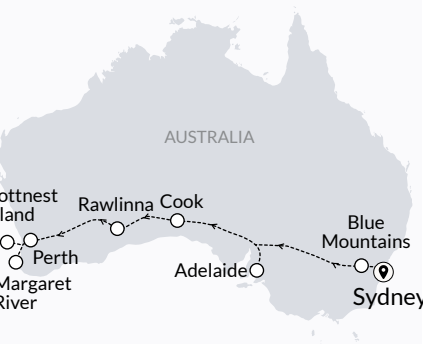 AUSTRALIA
ottnest
land
Rawlinna
Cook
Perth
Margaret
River
Adelaide
Blue
Mountains
Sydney